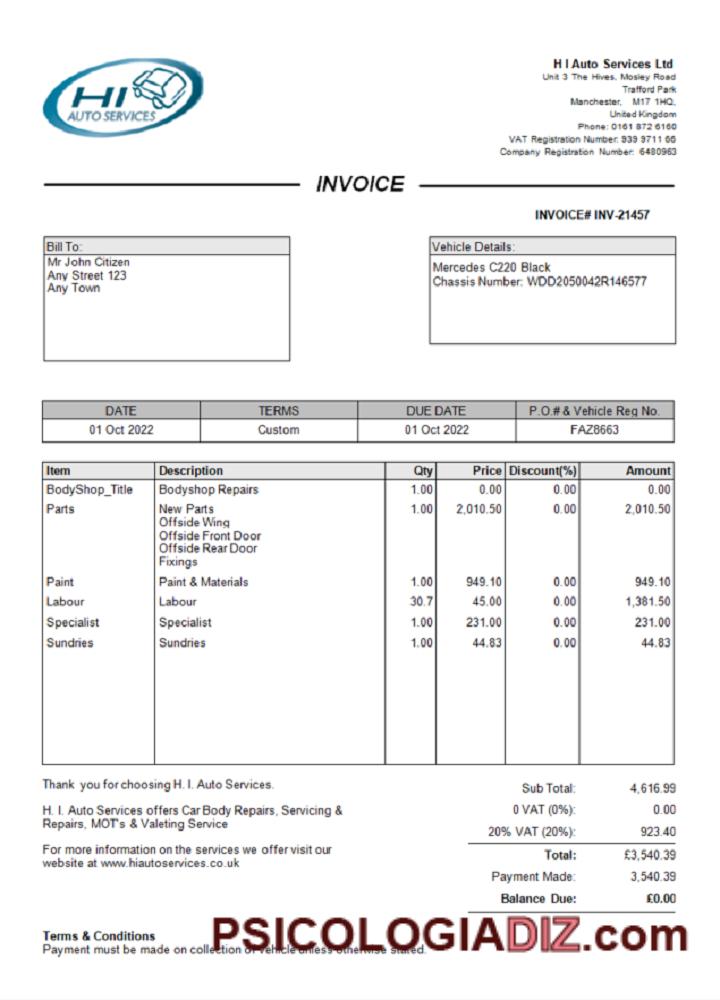 HI
AUTO SERVICES
H I Auto Services Ltd
Unit 3 The Hives, Mosley Road
Trafford Park
Manchester, M17 1HQ,
United Kingdom
Phone: 0161 872 6160
VAT Registration Number: 939 9711 66
Company Registration Number: 6480963
INVOICE
INVOICE# INV-21457
Bill To:
Mr John Citizen
Any Street 123
Any Town
Vehicle Details:
Mercedes C220 Black
Chassis Number: WDD2050042R146577
DATE TERMS DUE DATE P.O.# & Vehicle Reg No.
01 Oct 2022 Custom 01 Oct 2022 FAZ8663
Item Description Qty Price Discount(%) Amount
BodyShop_Title Bodyshop Repairs 1.00 0.00 0.00 0.00
Parts New Parts 1.00 2,010.50 0.00 2,010.50
Offside Wing
Offside Front Door
Offside Rear Door
Fixings
Paint Paint & Materials 1.00 949.10 0.00 949.10
Labour Labour 30.7 45.00 0.00 1,381.50
Specialist Specialist 1.00 231.00 0.00 231.00
Sundries Sundries 1.00 44.83 0.00 44.83
Thank you for choosing H. I. Auto Services.
H. I. Auto Services offers Car Body Repairs, Servicing &
Repairs, MOT's & Valeting Service
For more information on the services we offer visit our
website at www.hiautoservices.co.uk
Sub Total: 4,616.99
0 VAT (0%): 0.00
20% VAT (20%): 923.40
Total: £3,540.39
Payment Made: 3,540.39
Balance Due: £0.00
Terms & Conditions
Payment must be made on collection of vehicle unless otherwise stated.
PSICOLOGIADIZ.com